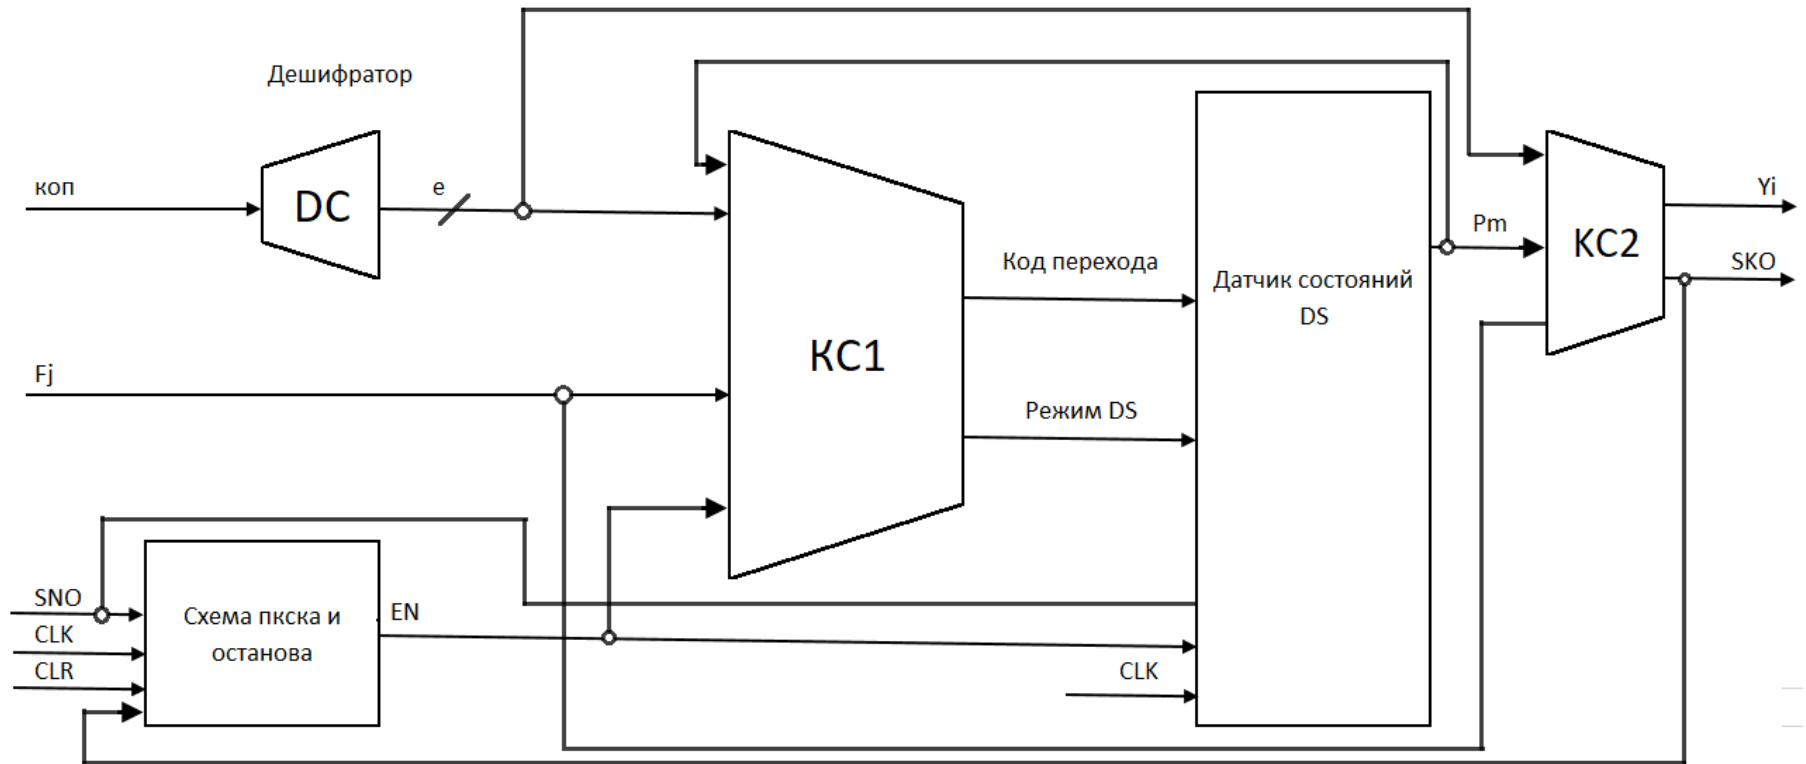 Дешифратор
коп
DC
e
Yi
Pm
KC2
SKO
Код перехода
Датчик состояний
DS
КС1
Fj
Режим DS
SNO
CLK
CLR
Схема пкска и
останова
EN
CLK